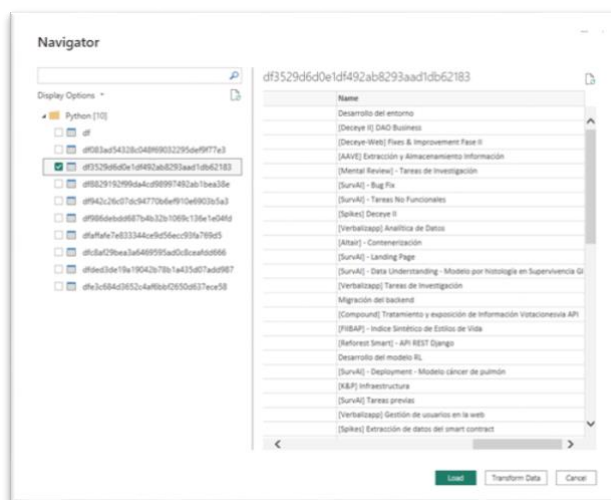 Navigator
Display Options
Python [10]
df
df083ad54328c048f69032295def9f77e3
df3529d6d0e1df492ab8293aad1db62183
df8829192f99da4cd98997492ab1bea38e
df942c26c07dc94770b6ef910e6903b5a3
df986debdd687b4b32b1069c136e1e04fd
dfaffafe7e833344ce9d56ecc93fa769d5
dfc8af29bea3a6469595ad0c8ceafdd666
dfded3de19a19042b78b1a435d07add987
dfe3c684d3652c4af6bbf2650d637ece58
df3529d6d0e1df492ab8293aad1db62183
Name
Desarrollo del entorno
[Deceye II] DAO Business
[Deceye-Web] Fixes & Improvement Fase II
[AAVE] Extracción y Almacenamiento Información
[Mental Review] - Tareas de Investigación
[SurvAI] - Bug Fix
[SurvAI] - Tareas No Funcionales
[Spikes] Deceye II
[Verbalizapp] Analítica de Datos
[Altair] - Contenerización
[SurvAI] - Landing Page
[SurvAI] - Data Understanding - Modelo por histología en Supervivencia Gl
[Verbalizapp] Tareas de Investigación
Migración del backend
[Compound] Tratamiento y exposición de Información Votacionesvia API
[FIIBAP] - Indice Sintético de Estilos de Vida
[Reforest Smart] - API REST Django
Desarrollo del modelo RL
[SurvAI] - Deployment - Modelo cáncer de pulmón
[K&P] Infraestructura
[SurvAI] Tareas previas
[Verbalizapp] Gestión de usuarios en la web
[Spikes] Extracción de datos del smart contract
Load
Transform Data
Cancel